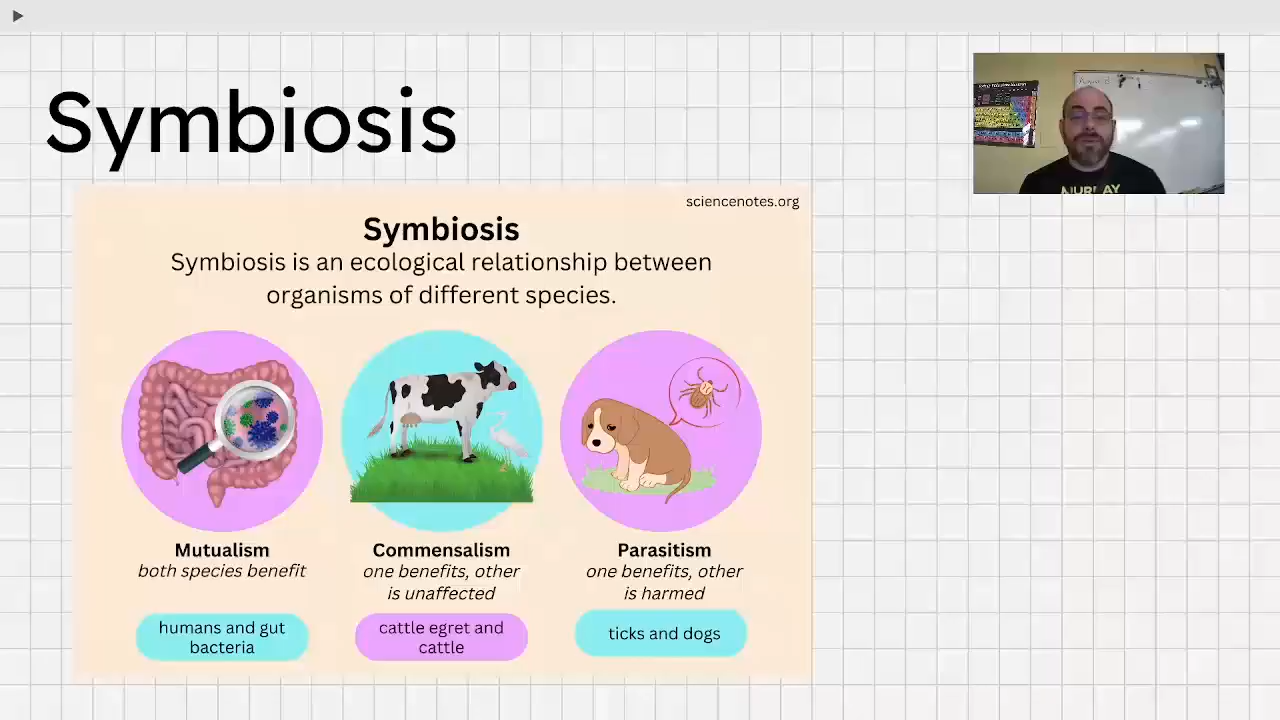 Symbiosis
sciencenotes.org
Symbiosis
Symbiosis is an ecological relationship between
organisms of different species.
Mutualism
both species benefit
humans and gut
bacteria
Commensalism
one benefits, other
is unaffected
cattle egret and
cattle
Parasitism
one benefits, other
is harmed
ticks and dogs